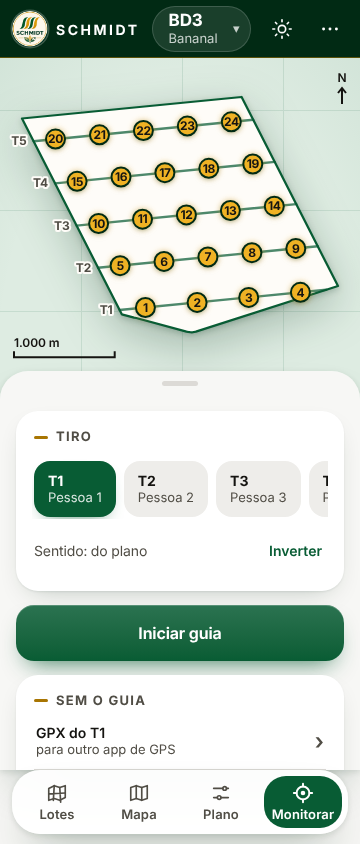 SCHMIDT
SCHMIDT
BD3
Bananal
N
T5
20
21
22
23
24
T4
15
16
17
18
19
T3
10
11
12
13
14
T2
5
6
7
8
9
T1
1
2
3
4
1.000 m
TIRO
T1
T2
T3
Pessoa 1
Pessoa 2
Pessoa 3
Sentido: do plano
Inverter
Iniciar guia
SEM O GUIA
GPX do T1
para outro app de GPS
Lotes
Mapa
Plano
Monitorar